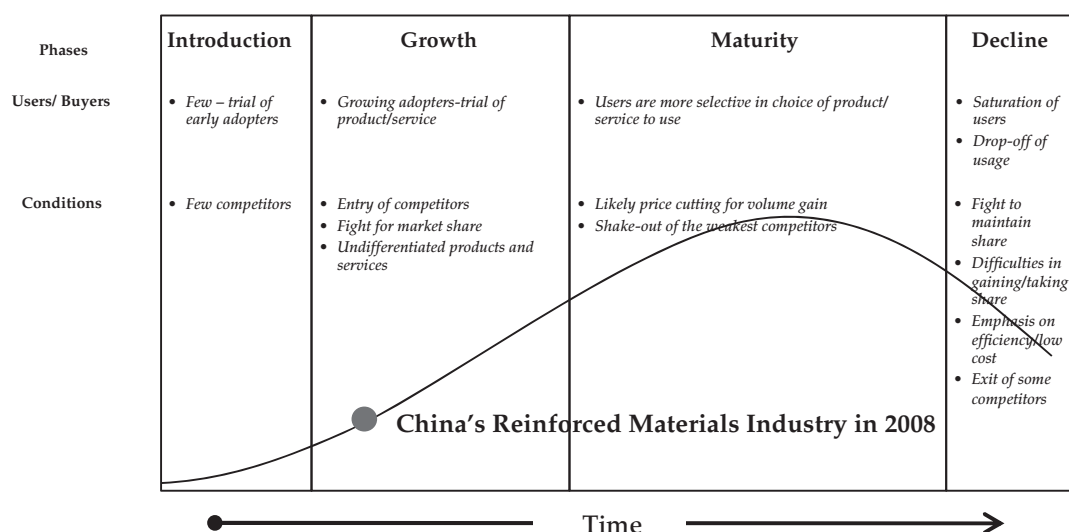 Phases
Introduction
Growth
Maturity
Decline
Users/ Buyers
• Few – trial of
early adopters
• Growing adopters-trial of
product/service
• Users are more selective in choice of product/
service to use
• Saturation of
users
• Drop-off of
usage
Conditions
• Few competitors
• Entry of competitors
• Fight for market share
• Undifferentiated products and
services
• Likely price cutting for volume gain
• Shake-out of the weakest competitors
• Fight to
maintain
share
• Difficulties in
gaining/taking
share
• Emphasis on
efficiency/low
cost
• Exit of some
competitors
China's Reinforced Materials Industry in 2008
Time